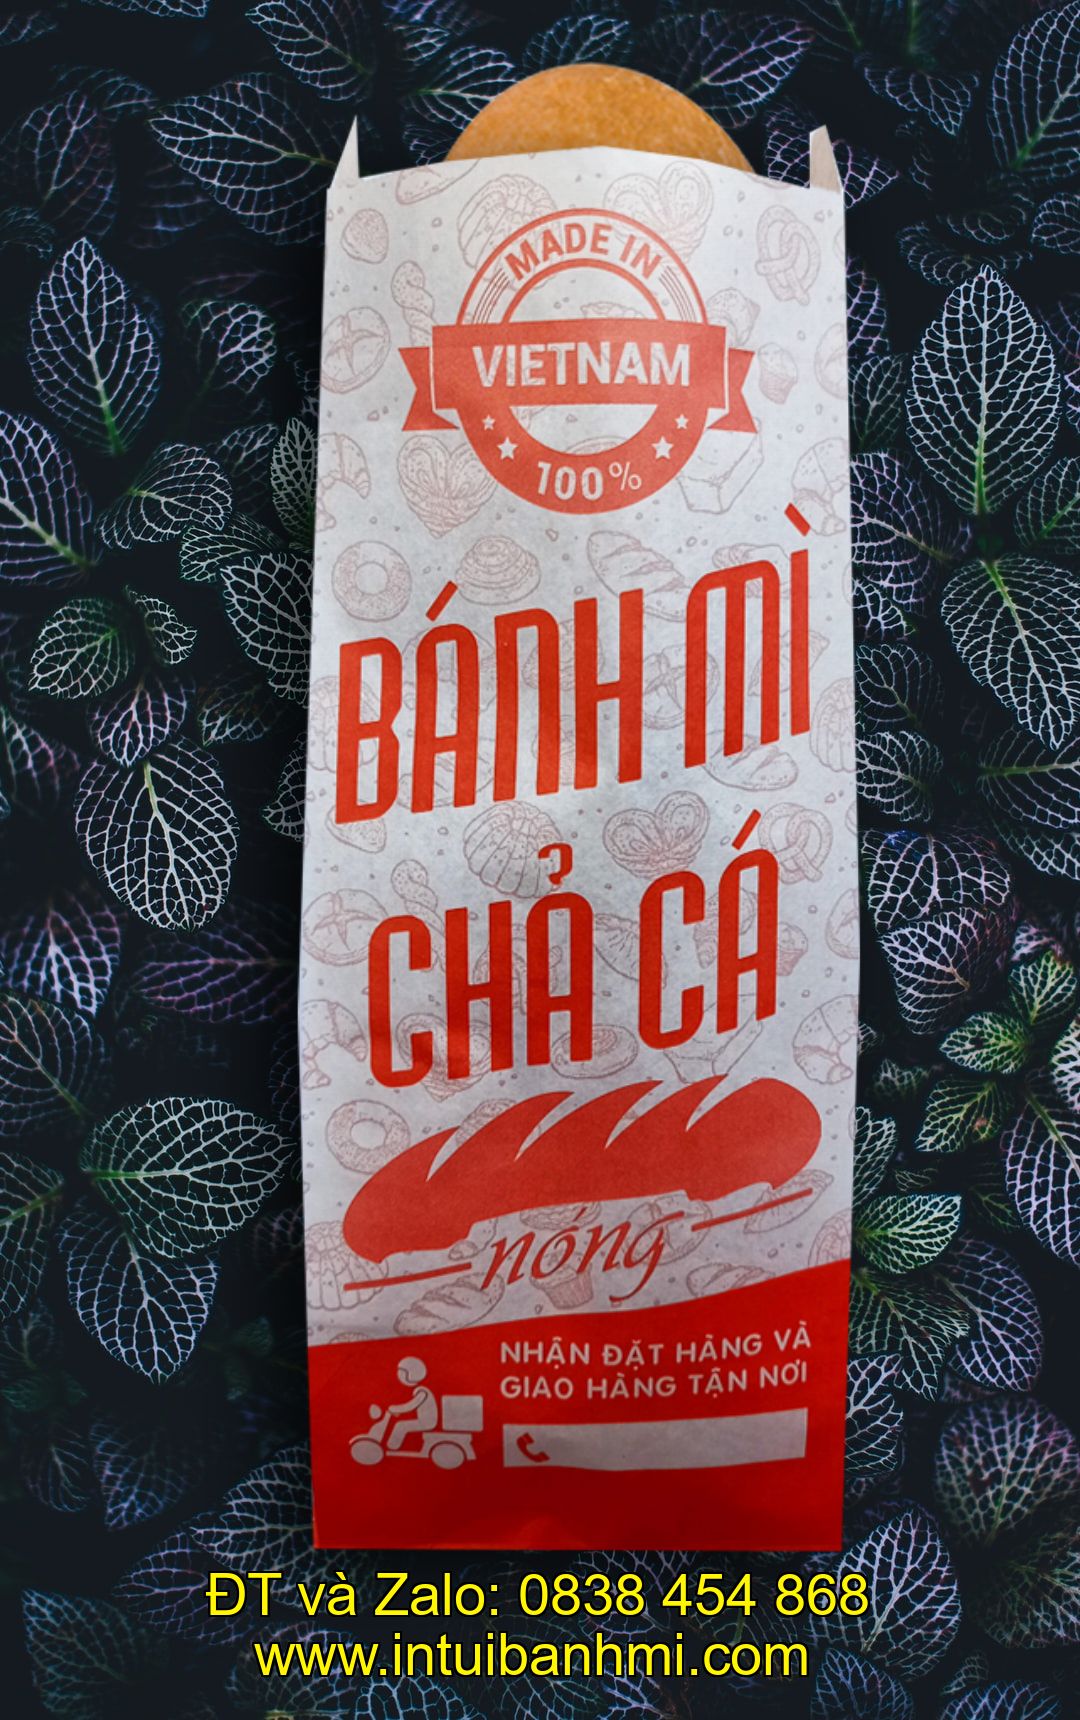 MADE IN
VIETNAM
100%
BÁNH MÌ
CHẢ CÁ
nóng
NHẬN ĐẶT HÀNG VÀ
GIAO HÀNG TẬN NƠI
ĐT và Zalo: 0838 454 868
www.intuibanhmi.com